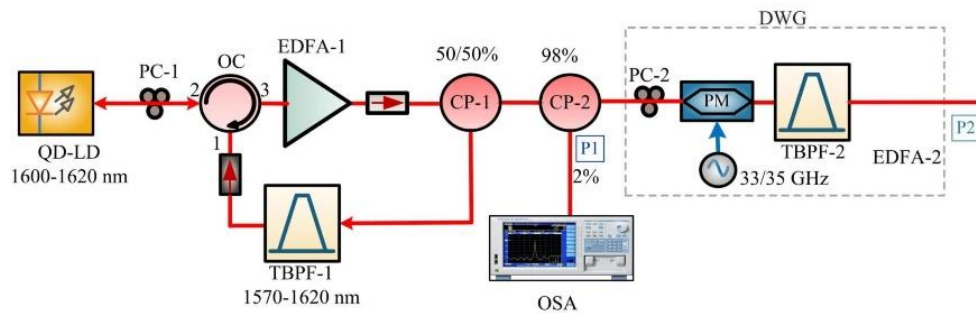 DWG
EDFA-1
50/50%
98%
OC
PC-1
PC-2
2
3
CP-1
CP-2
PM
1
P1
P2
QD-LD
1600-1620 nm
2%
TBPF-2
EDFA-2
33/35 GHz
TBPF-1
1570-1620 nm
OSA